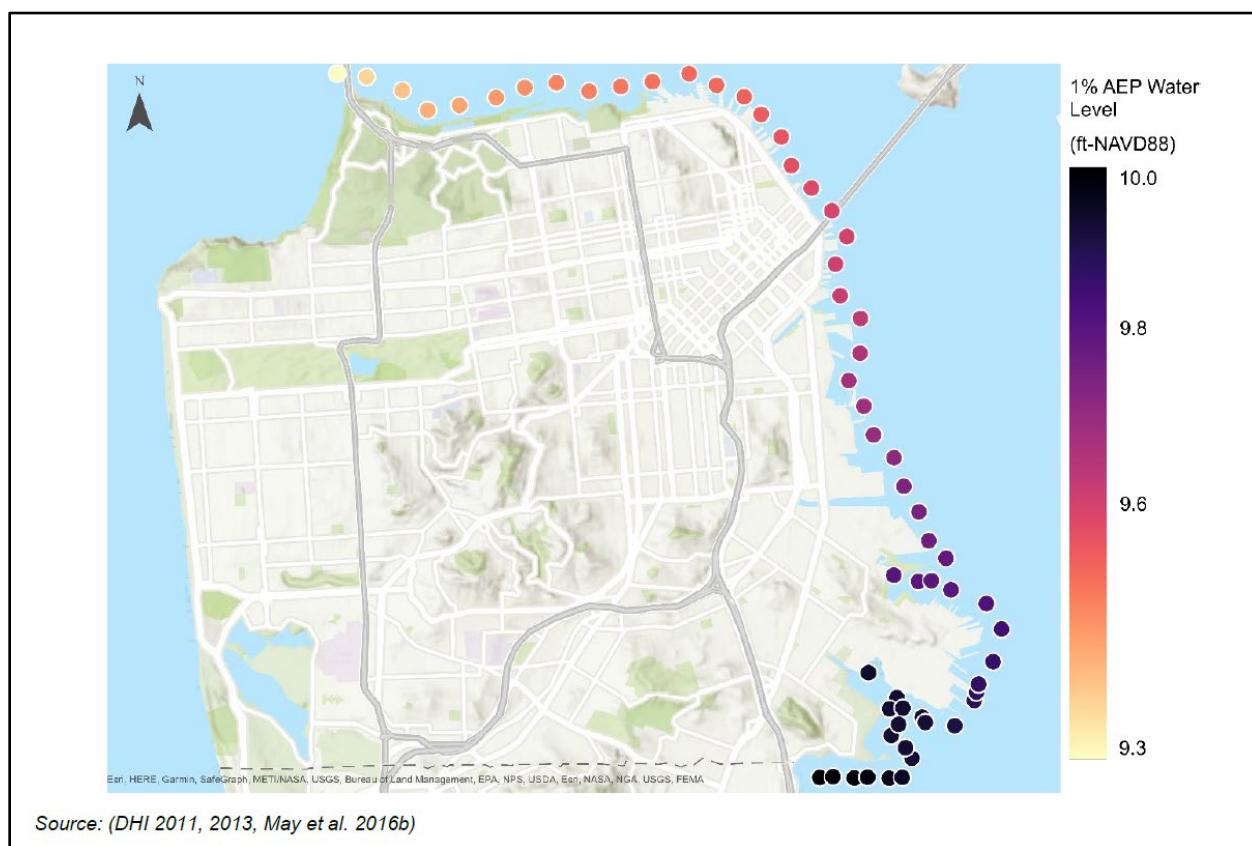 N
1% AEP Water
Level
(ft-NAVD88)
10.0
9.8
9.6
9.3
Esri, HERE, Garmin, SafeGraph, METI/NASA, USGS, Bureau of Land Management, EPA, NPS, USDA, Esri, NASA, NGA, USGS, FEMA
Source: (DHI 2011, 2013, May et al. 2016b)